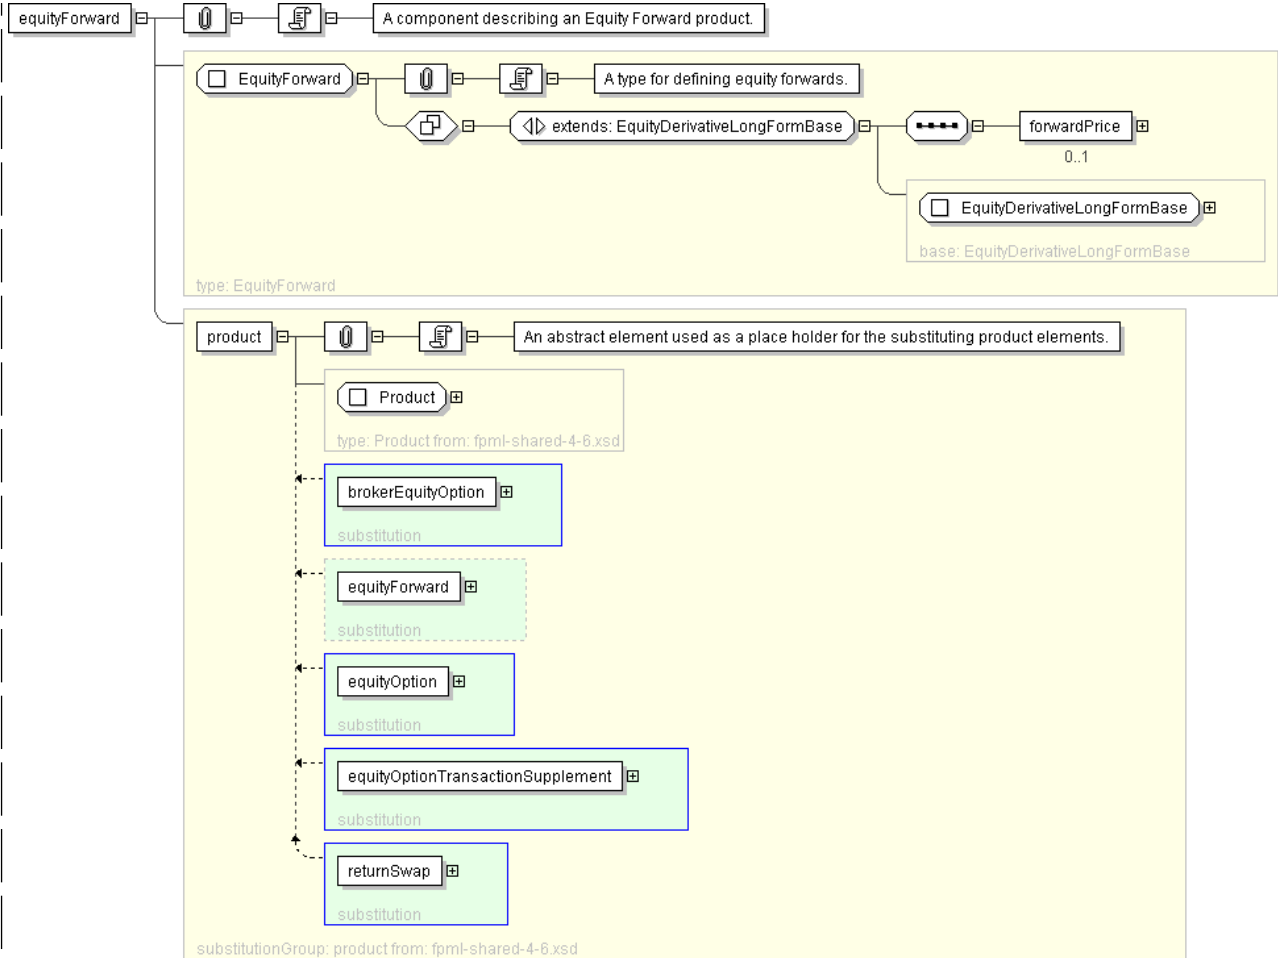 equityForward
A component describing an Equity Forward product.
EquityForward
A type for defining equity forwards.
extends: EquityDerivativeLongFormBase
forwardPrice
0..1
EquityDerivativeLongFormBase
base: EquityDerivativeLongFormBase
type: EquityForward
product
An abstract element used as a place holder for the substituting product elements.
Product
type: Product from: fpml-shared-4-6.xsd
brokerEquityOption
substitution
equityForward
substitution
equityOption
substitution
equityOptionTransactionSupplement
substitution
returnSwap
substitution
substitutionGroup: product from: fpml-shared-4-6.xsd